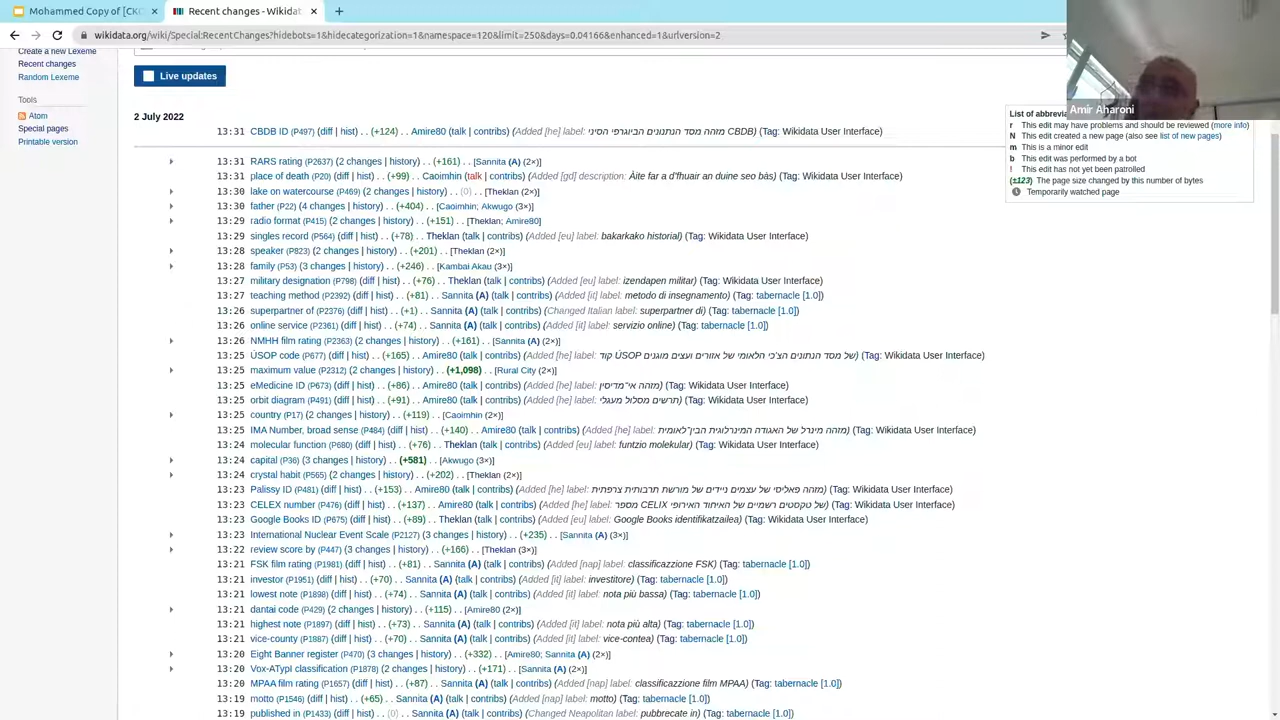 Mohammed Copy of [CKC
Recent changes - Wikidata
wikidata.org/wiki/Special:RecentChanges?hidebots=1&hidecategorization=1&namespace=120&limit=250&days=0.04166&enhanced=1&urlversion=2
Amir Aharoni
Create a new Lexeme
Recent changes
Random Lexeme
Tools
Atom
Special pages
Printable version
Live updates
List of abbrevia
r This edit may have problems and should be reviewed (more info)
N This edit created a new page (also see list of new pages)
m This is a minor edit
b This edit was performed by a bot
! This edit has not yet been patrolled
(±123) The page size changed by this number of bytes
Temporarily watched page
2 July 2022
13:31 CBDB ID (P497) (diff | hist) . . (+124) . . Amire80 (talk | contribs) (Added [he] label: מזהה מסד הנתונים הביוגרפי הסיני CBDB) (Tag: Wikidata User Interface)
13:31 RARS rating (P2637) (2 changes | history) . . (+161) . . [Sannita (A) (2×)]
13:31 place of death (P20) (diff | hist) . . (+99) . . Caoimhin (talk | contribs) (Added [gd] description: Àite far a d'fhuair an duine seo bàs) (Tag: Wikidata User Interface)
13:30 lake on watercourse (P469) (2 changes | history) . . (0) . . [Theklan (2×)]
13:30 father (P22) (4 changes | history) . . (+404) . . [Caoimhin; Akwugo (3×)]
13:29 radio format (P415) (2 changes | history) . . (+151) . . [Theklan; Amire80]
13:29 singles record (P564) (diff | hist) . . (+78) . . Theklan (talk | contribs) (Added [eu] label: bakarkako historial) (Tag: Wikidata User Interface)
13:28 speaker (P823) (2 changes | history) . . (+201) . . [Theklan (2×)]
13:28 family (P53) (3 changes | history) . . (+246) . . [Kambai Akau (3×)]
13:27 military designation (P798) (diff | hist) . . (+76) . . Theklan (talk | contribs) (Added [eu] label: izendapen militar) (Tag: Wikidata User Interface)
13:27 teaching method (P2392) (diff | hist) . . (+81) . . Sannita (A) (talk | contribs) (Added [it] label: metodo di insegnamento) (Tag: tabernacle [1.0])
13:26 superpartner of (P2376) (diff | hist) . . (+1) . . Sannita (A) (talk | contribs) (Changed Italian label: superpartner di) (Tag: tabernacle [1.0])
13:26 online service (P2361) (diff | hist) . . (+74) . . Sannita (A) (talk | contribs) (Added [it] label: servizio online) (Tag: tabernacle [1.0])
13:26 NMHH film rating (P2363) (2 changes | history) . . (+161) . . [Sannita (A) (2×)]
13:25 ÚSOP code (P677) (diff | hist) . . (+165) . . Amire80 (talk | contribs) (Added [he] label: קוד ÚSOP של מסד הנתונים הצ'כי הלאומי של אזורים ועצים מוגנים) (Tag: Wikidata User Interface)
13:25 maximum value (P2312) (2 changes | history) . . (+1,098) . . [Rural City (2×)]
13:25 eMedicine ID (P673) (diff | hist) . . (+86) . . Amire80 (talk | contribs) (Added [he] label: מזהה אי־מדיסין) (Tag: Wikidata User Interface)
13:25 orbit diagram (P491) (diff | hist) . . (+91) . . Amire80 (talk | contribs) (Added [he] label: תרשים מסלול מעגלי) (Tag: Wikidata User Interface)
13:25 country (P17) (2 changes | history) . . (+119) . . [Caoimhin (2×)]
13:25 IMA Number, broad sense (P484) (diff | hist) . . (+140) . . Amire80 (talk | contribs) (Added [he] label: מזהה מינרל של האגודה המינרלוגית הבין־לאומית) (Tag: Wikidata User Interface)
13:24 molecular function (P680) (diff | hist) . . (+76) . . Theklan (talk | contribs) (Added [eu] label: funtzio molekular) (Tag: Wikidata User Interface)
13:24 capital (P36) (3 changes | history) . . (+581) . . [Akwugo (3×)]
13:24 crystal habit (P565) (2 changes | history) . . (+202) . . [Theklan (2×)]
13:23 Palissy ID (P481) (diff | hist) . . (+153) . . Amire80 (talk | contribs) (Added [he] label: מזהה פאליסי של עצמים ניידים של מורשת תרבותית צרפתית) (Tag: Wikidata User Interface)
13:23 CELEX number (P476) (diff | hist) . . (+137) . . Amire80 (talk | contribs) (Added [he] label: מספר CELIX של טקסטים רשמיים של האיחוד האירופי) (Tag: Wikidata User Interface)
13:23 Google Books ID (P675) (diff | hist) . . (+89) . . Theklan (talk | contribs) (Added [eu] label: Google Books identifikatzailea) (Tag: Wikidata User Interface)
13:23 International Nuclear Event Scale (P2127) (3 changes | history) . . (+235) . . [Sannita (A) (3×)]
13:22 review score by (P447) (3 changes | history) . . (+166) . . [Theklan (3×)]
13:21 FSK film rating (P1981) (diff | hist) . . (+81) . . Sannita (A) (talk | contribs) (Added [nap] label: classificazzione FSK) (Tag: tabernacle [1.0])
13:21 investor (P1951) (diff | hist) . . (+70) . . Sannita (A) (talk | contribs) (Added [it] label: investitore) (Tag: tabernacle [1.0])
13:21 lowest note (P1898) (diff | hist) . . (+74) . . Sannita (A) (talk | contribs) (Added [it] label: nota più bassa) (Tag: tabernacle [1.0])
13:21 dantai code (P429) (2 changes | history) . . (+115) . . [Amire80 (2×)]
13:21 highest note (P1897) (diff | hist) . . (+73) . . Sannita (A) (talk | contribs) (Added [it] label: nota più alta) (Tag: tabernacle [1.0])
13:21 vice-county (P1887) (diff | hist) . . (+70) . . Sannita (A) (talk | contribs) (Added [it] label: vice-contea) (Tag: tabernacle [1.0])
13:20 Eight Banner register (P470) (3 changes | history) . . (+332) . . [Amire80; Sannita (A) (2×)]
13:20 Vox-ATypI classification (P1878) (2 changes | history) . . (+171) . . [Sannita (A) (2×)]
13:20 MPAA film rating (P1657) (diff | hist) . . (+87) . . Sannita (A) (talk | contribs) (Added [nap] label: classificazzione film MPAA) (Tag: tabernacle [1.0])
13:19 motto (P1546) (diff | hist) . . (+65) . . Sannita (A) (talk | contribs) (Added [nap] label: motto) (Tag: tabernacle [1.0])
13:19 published in (P1433) (diff | hist) . . (0) . . Sannita (A) (talk | contribs) (Changed Neapolitan label: pubbrecate in) (Tag: tabernacle [1.0])